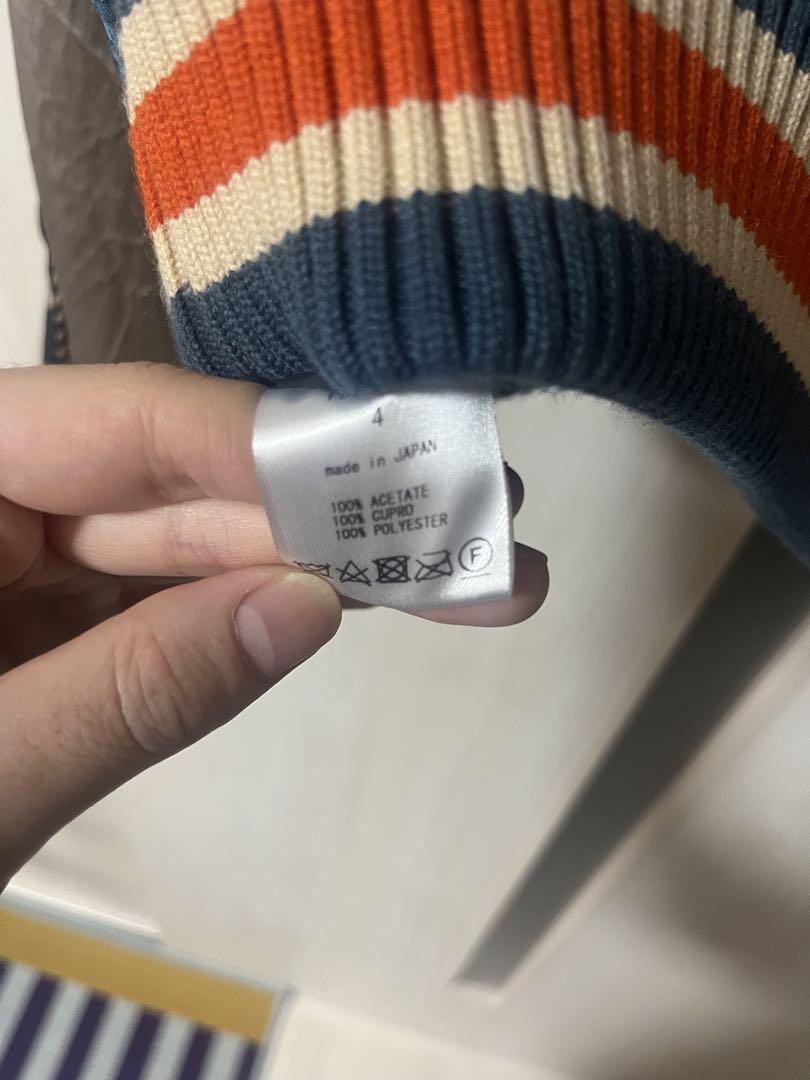 4
made in JAPAN
100% ACETATE
100% CUPRO
100% POLYESTER
F